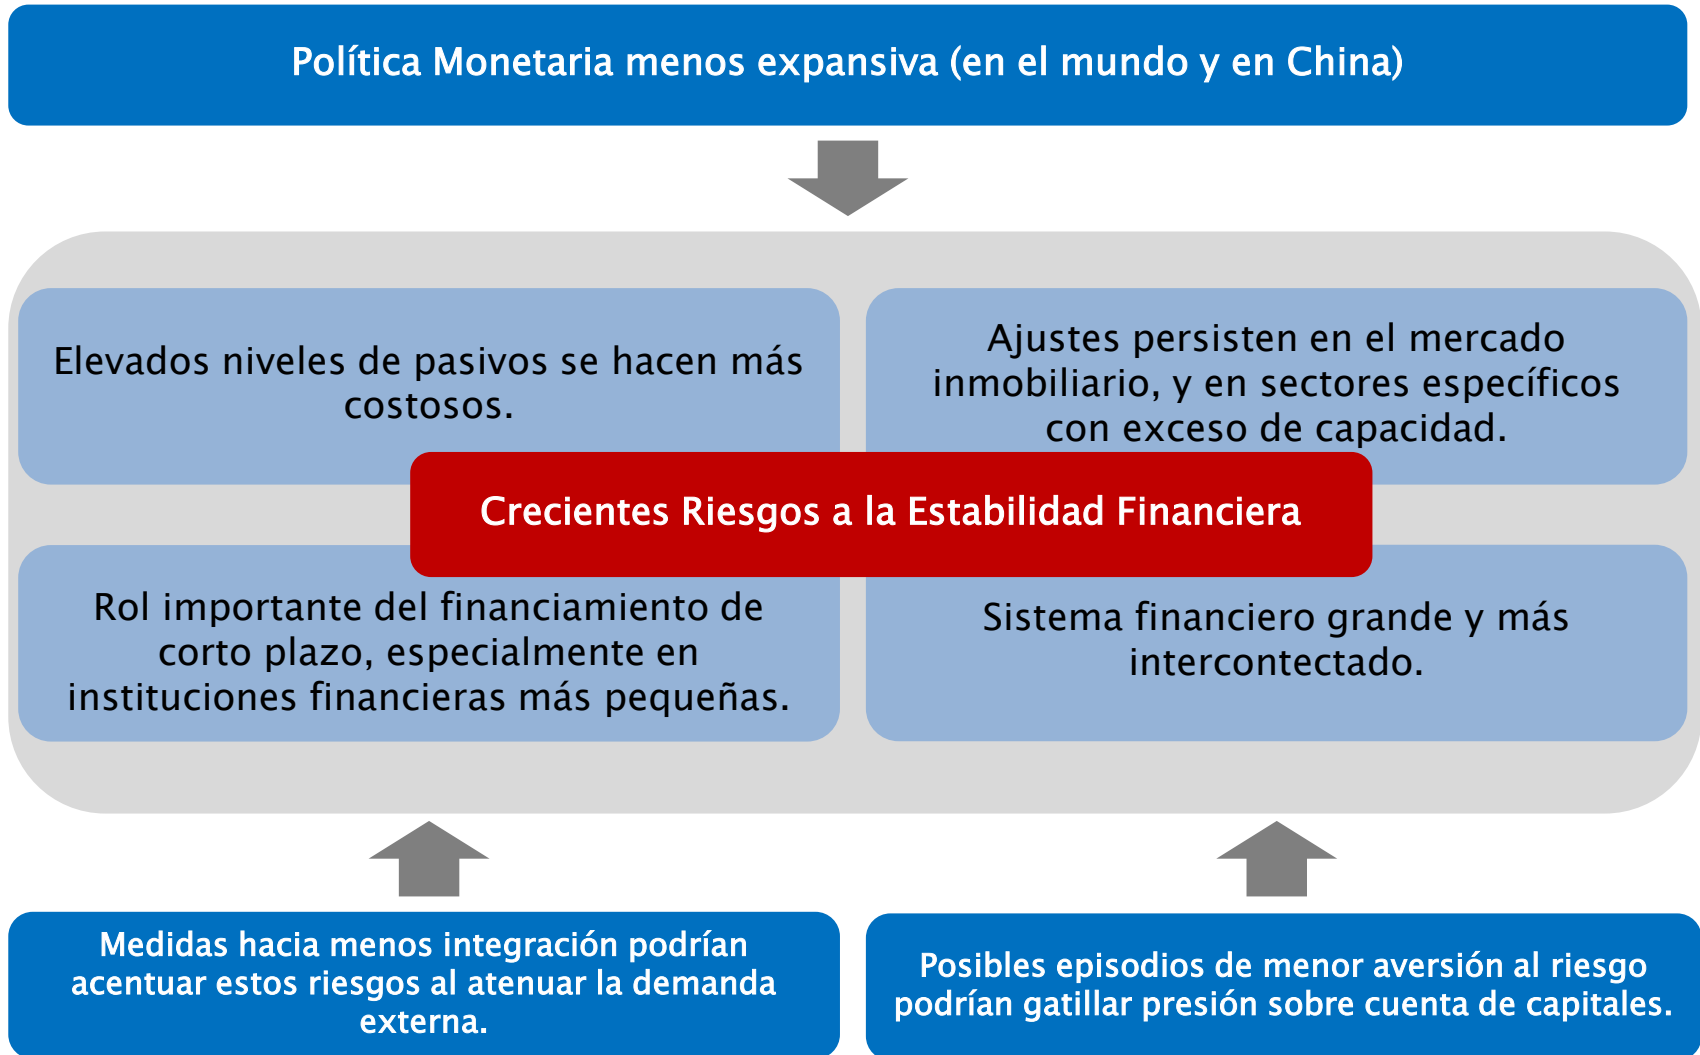 Política Monetaria menos expansiva (en el mundo y en China)
Elevados niveles de pasivos se hacen más
costosos.
Ajustes persisten en el mercado
inmobiliario, y en sectores específicos
con exceso de capacidad.
Crecientes Riesgos a la Estabilidad Financiera
Rol importante del financiamiento de
corto plazo, especialmente en
instituciones financieras más pequeñas.
Sistema financiero grande y más
intercontectado.
Medidas hacia menos integración podrían
acentuar estos riesgos al atenuar la demanda
externa.
Posibles episodios de menor aversión al riesgo
podrían gatillar presión sobre cuenta de capitales.